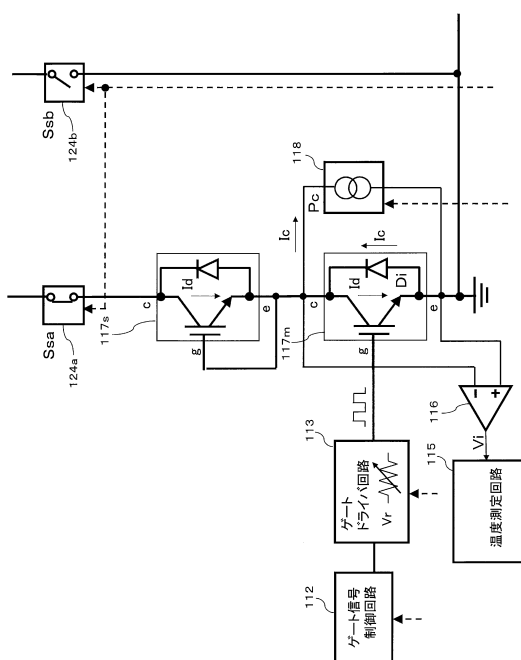 Ssa
124a
Ssb
124b
117s
c
Id
g
e
Ic
118
Pc
Ic
117m
c
Id
Di
g
e
113
ゲート
ドライバ回路
Vr
112
ゲート信号
制御回路
−
+
116
Vi
115
温度測定回路